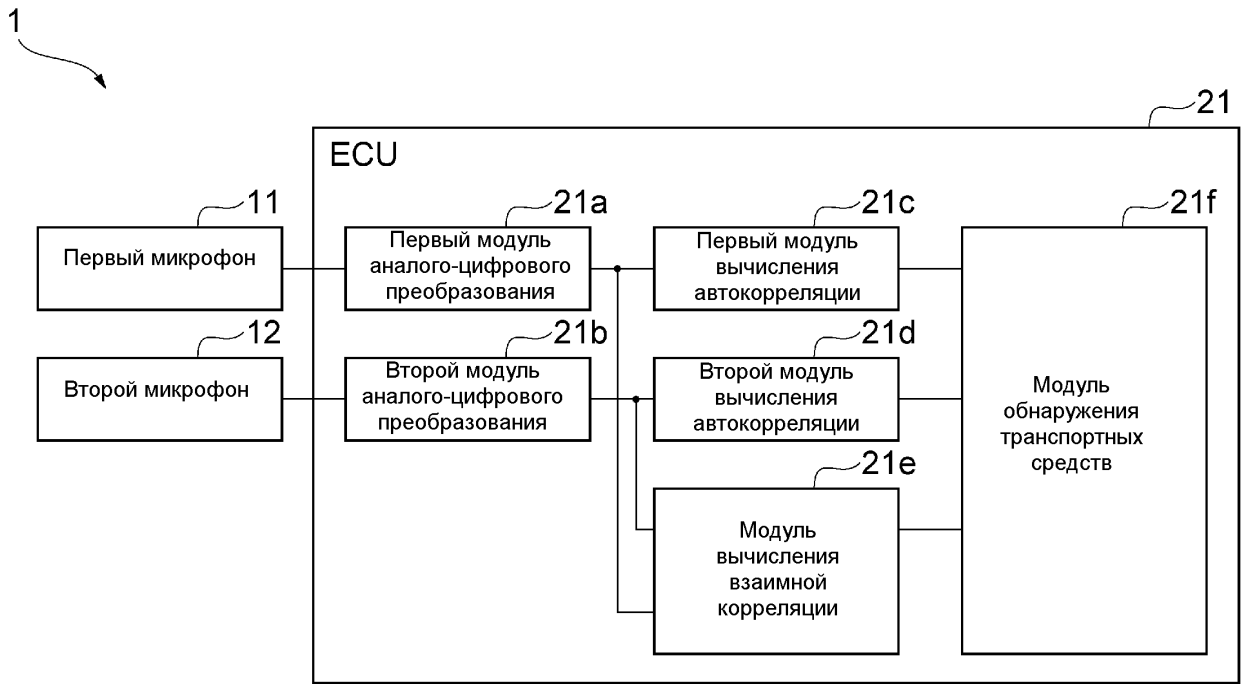 1
21
ECU
11
21a
21c
21f
Первый микрофон
Первый модуль
аналого-цифрового
преобразования
Первый модуль
вычисления
автокорреляции
12
21b
21d
Второй микрофон
Второй модуль
аналого-цифрового
преобразования
Второй модуль
вычисления
автокорреляции
Модуль
обнаружения
транспортных
средств
21e
Модуль
вычисления
взаимной
корреляции